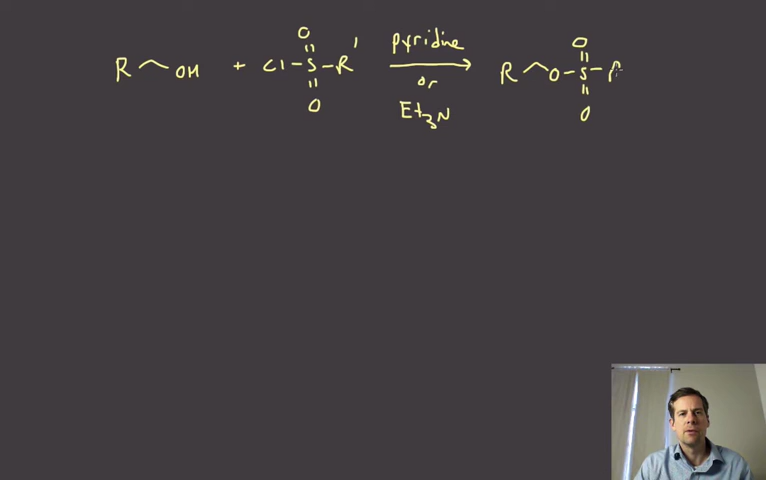 O pyridine O
R OH + Cl - S - R' or R O - S - R
O Et₃N O